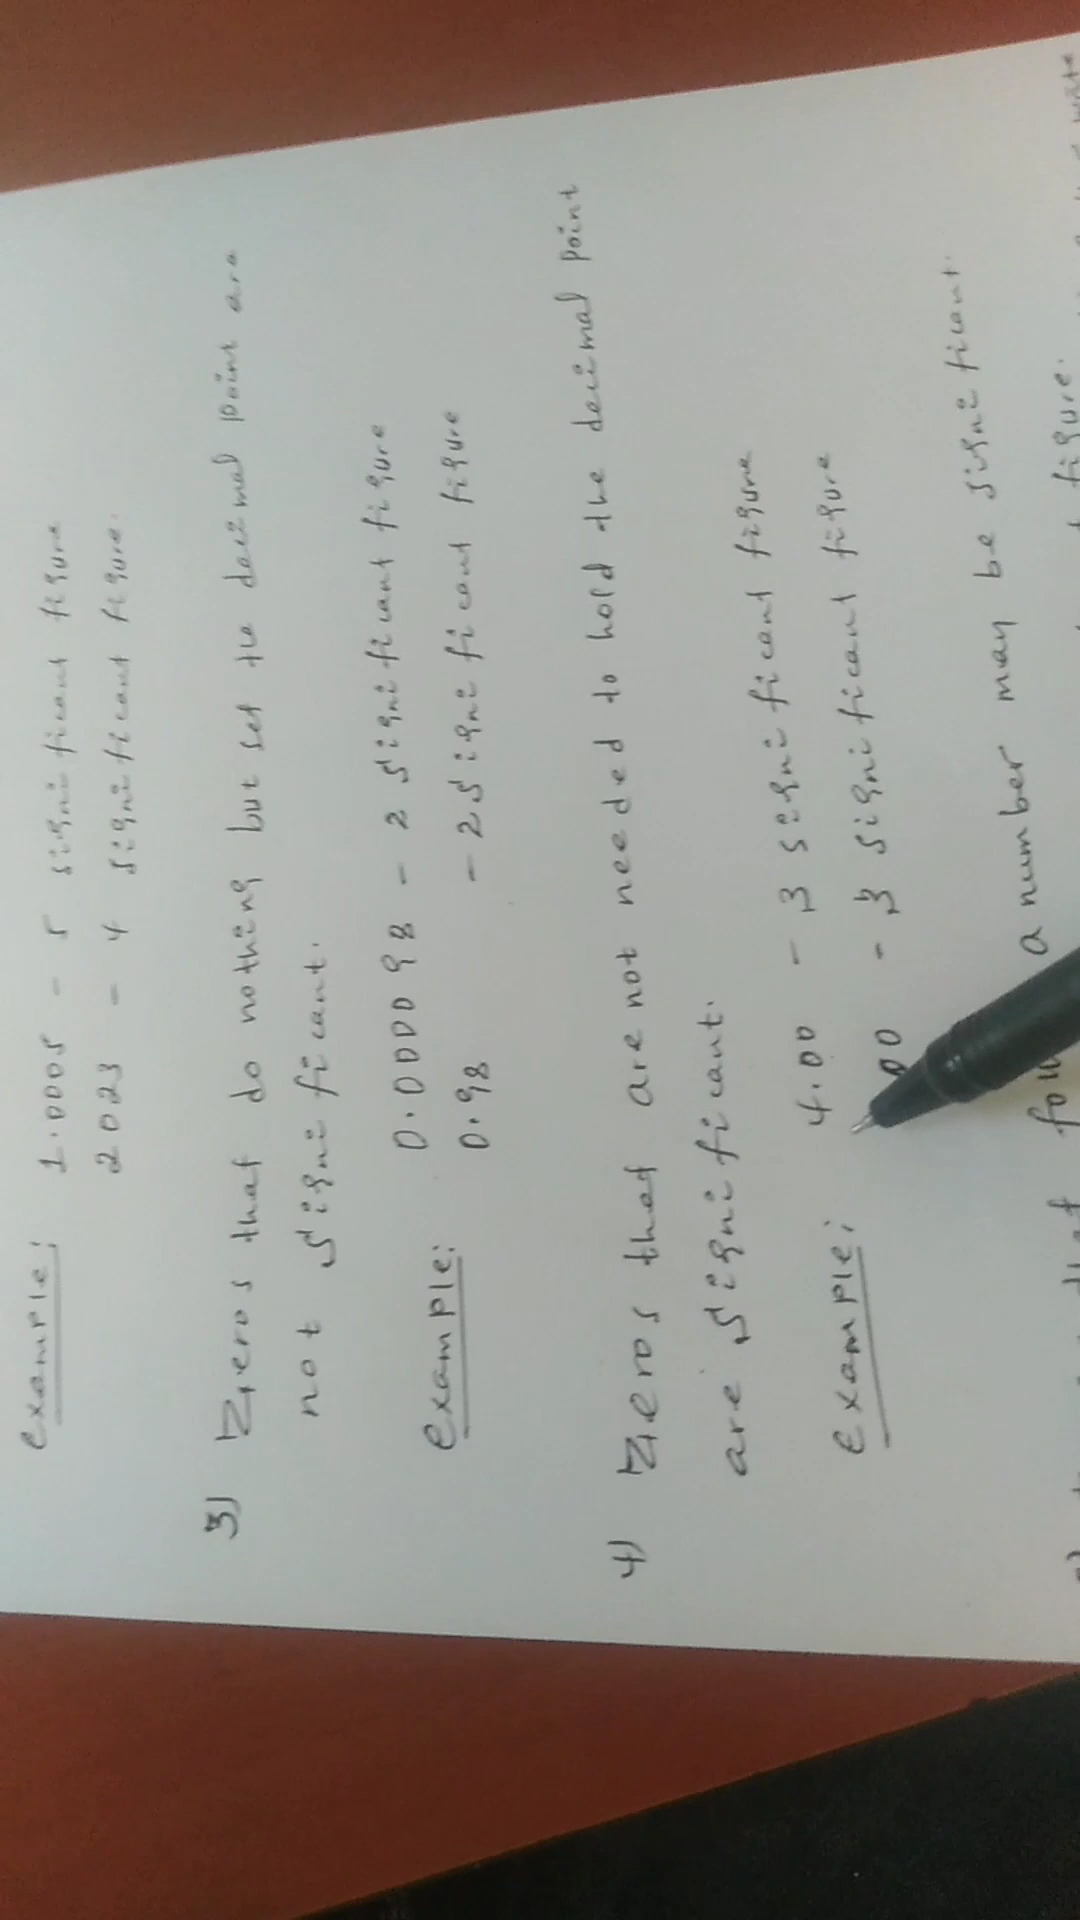 example:
1.0005 - 5 significant figure
2023 - 4 significant figure.
3) Zeros that do nothing but set the decimal point are
not significant.
example:
0.000098 - 2 significant figure
0.98 - 2 significant figure
4) Zeros that are not needed to hold the decimal point
are significant.
example:
4.00 - 3 significant figure
00 - 3 significant figure
a number may be significant.
figure.